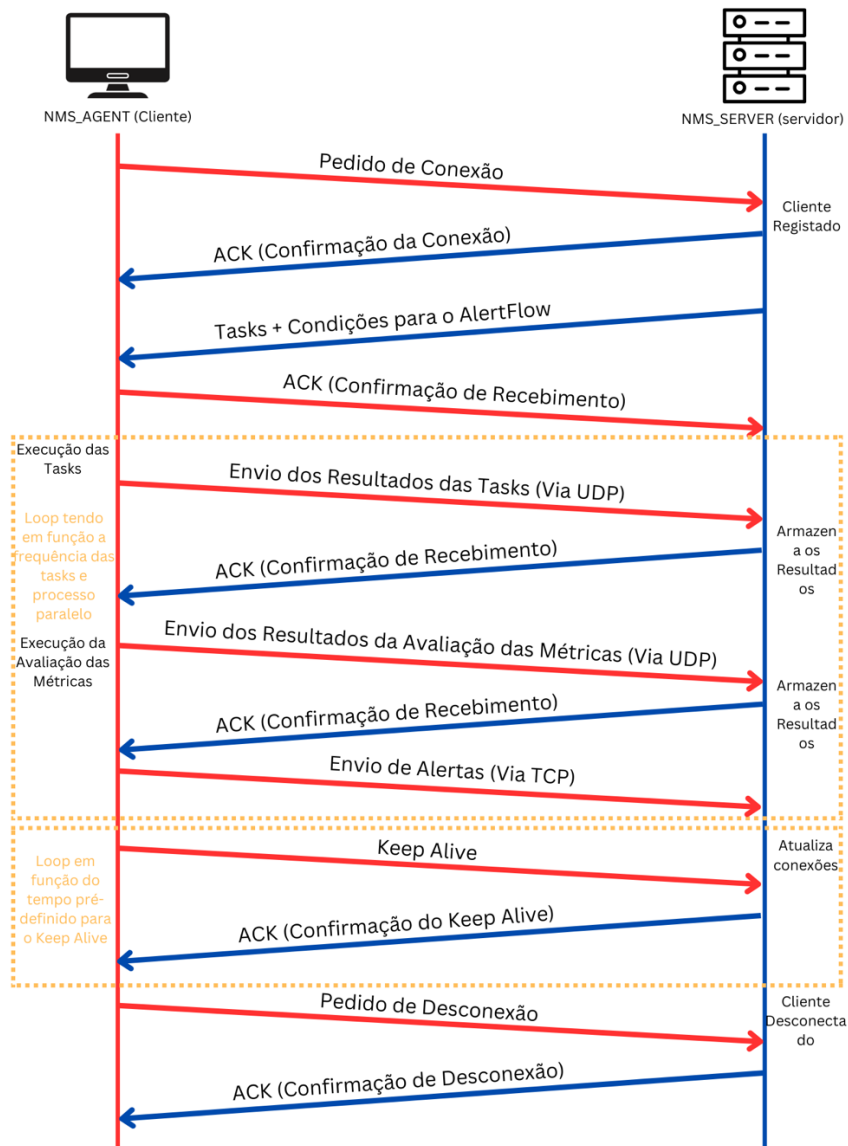 NMS_AGENT (Cliente)
NMS_SERVER (servidor)
Pedido de Conexão
Cliente
Registado
ACK (Confirmação da Conexão)
Tasks + Condições para o AlertFlow
ACK (Confirmação de Recebimento)
Execução das
Tasks
Envio dos Resultados das Tasks (Via UDP)
Loop tendo
em função a
frequência das
tasks e
processo
paralelo
Armazen
a os
Resultad
os
ACK (Confirmação de Recebimento)
Execução da
Avaliação das
Métricas
Envio dos Resultados da Avaliação das Métricas (Via UDP)
Armazen
a os
Resultad
os
ACK (Confirmação de Recebimento)
Envio de Alertas (Via TCP)
Keep Alive
Atualiza
conexões
Loop em
função do
tempo pré-
definido para
o Keep Alive
ACK (Confirmação do Keep Alive)
Pedido de Desconexão
Cliente
Desconecta
do
ACK (Confirmação de Desconexão)